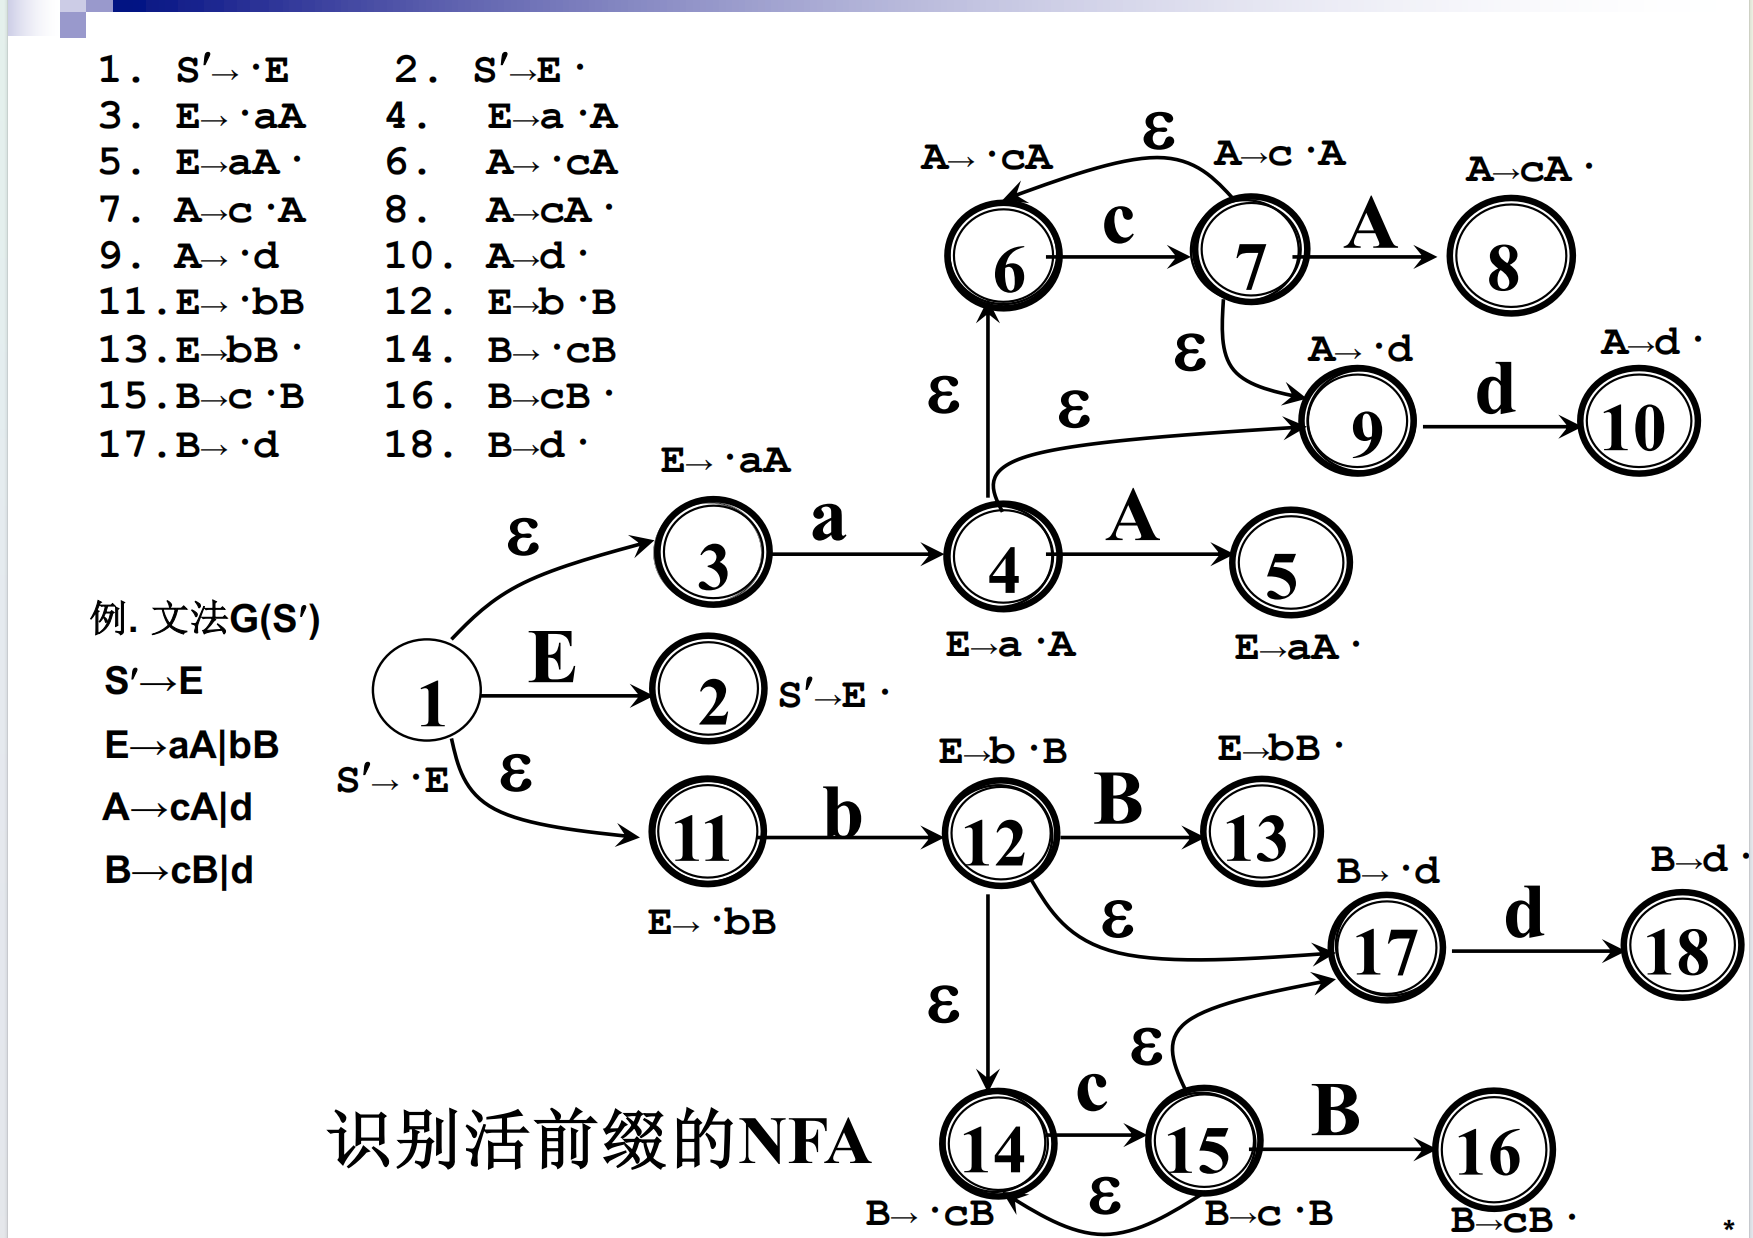 1. S′→·E 2. S′→E·
3. E→·aA 4. E→a·A
5. E→aA· 6. A→·cA
7. A→c·A 8. A→cA·
9. A→·d 10. A→d·
11.E→·bB 12. E→b·B
13.E→bB· 14. B→·cB
15.B→c·B 16. B→cB·
17.B→·d 18. B→d·
例. 文法G(S′)
S′→E
E→aA|bB
A→cA|d
B→cB|d
ε
A→·cA
A→c·A
A→cA·
6
c
7
A
8
ε
A→·d
A→d·
ε
ε
9
d
10
E→·aA
ε
3
a
4
A
5
E→a·A
E→aA·
1
E
2
S′→E·
S′→·E
ε
E→b·B
E→bB·
11
b
12
B
13
E→·bB
B→·d
B→d·
ε
17
d
18
ε
ε
14
c
15
B
16
ε
B→·cB
B→c·B
B→cB·
识别活前缀的NFA
*